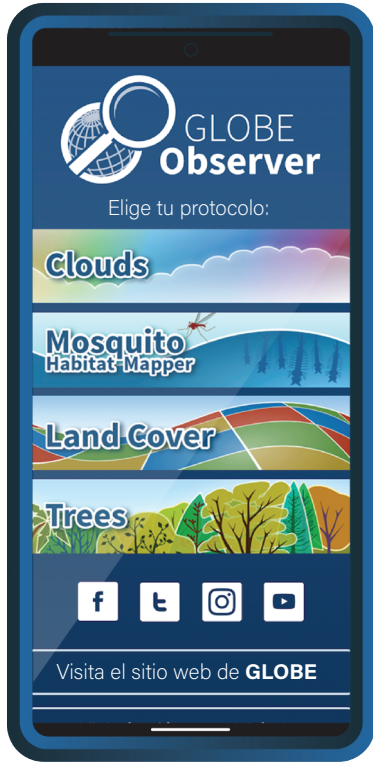 GLOBE
Observer
Elige tu protocolo:
Clouds
Mosquito
Habitat Mapper
Land Cover
Trees
Visita el sitio web de GLOBE